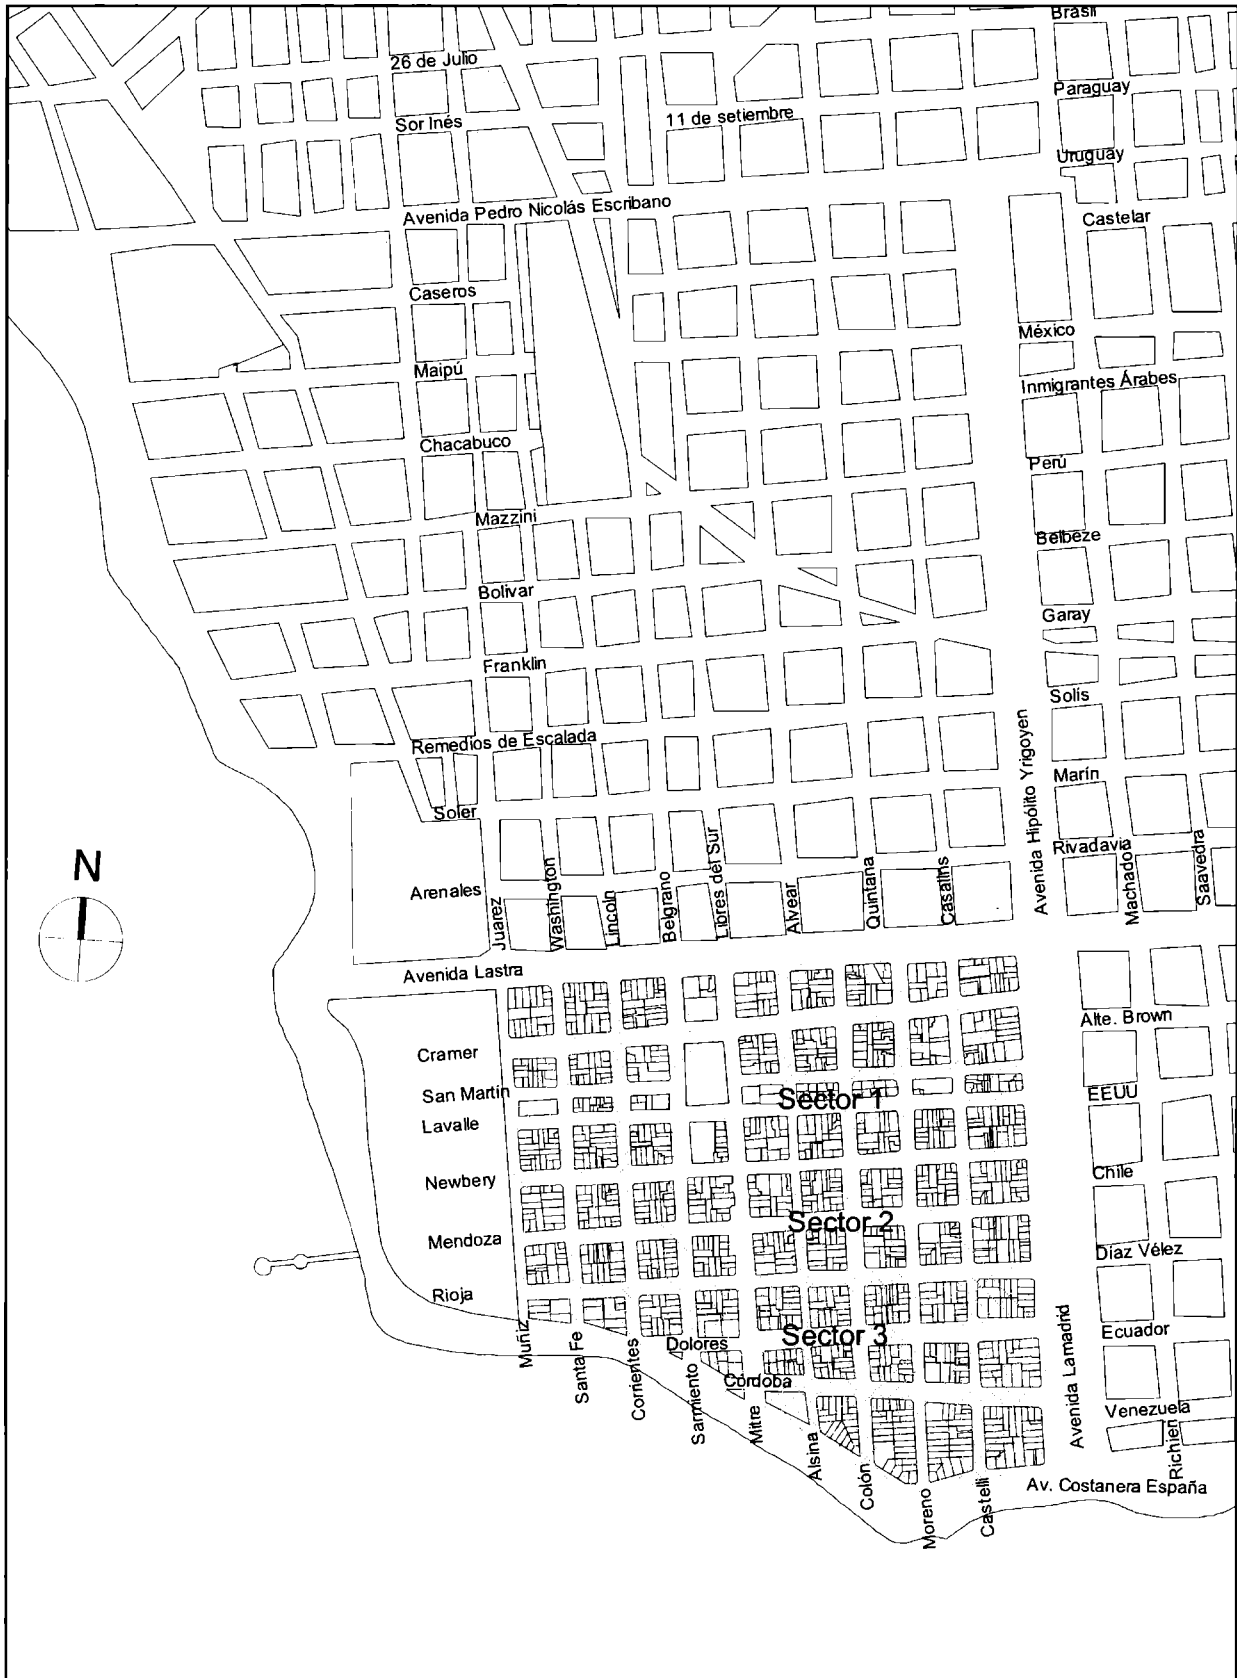 Brasil
26 de Julio
Paraguay
Sor Inés
11 de setiembre
Uruguay
Avenida Pedro Nicolás Escribano
Castelar
Caseros
México
Maipú
Inmigrantes Árabes
Chacabuco
Perú
Mazzini
Belbeze
Bolivar
Garay
Franklin
Solís
Remedios de Escalada
Avenida Hipólito Yrigoyen
Marín
Soler
Rivadavia
N
Arenales
Juarez
Washington
Lincoln
Belgrano
Libres del Sur
Alvear
Quintana
Casalins
Machado
Saavedra
Avenida Lastra
Alte. Brown
Cramer
San Martin
EEUU
Sector 1
Lavalle
Chile
Newbery
Sector 2
Mendoza
Diaz Vélez
Rioja
Avenida Lamadrid
Ecuador
Sector 3
Muñiz
Santa Fe
Corrientes
Dolores
Sarmiento
Córdoba
Mitre
Venezuela
Alsina
Colón
Moreno
Castelli
Richieri
Av. Costanera España